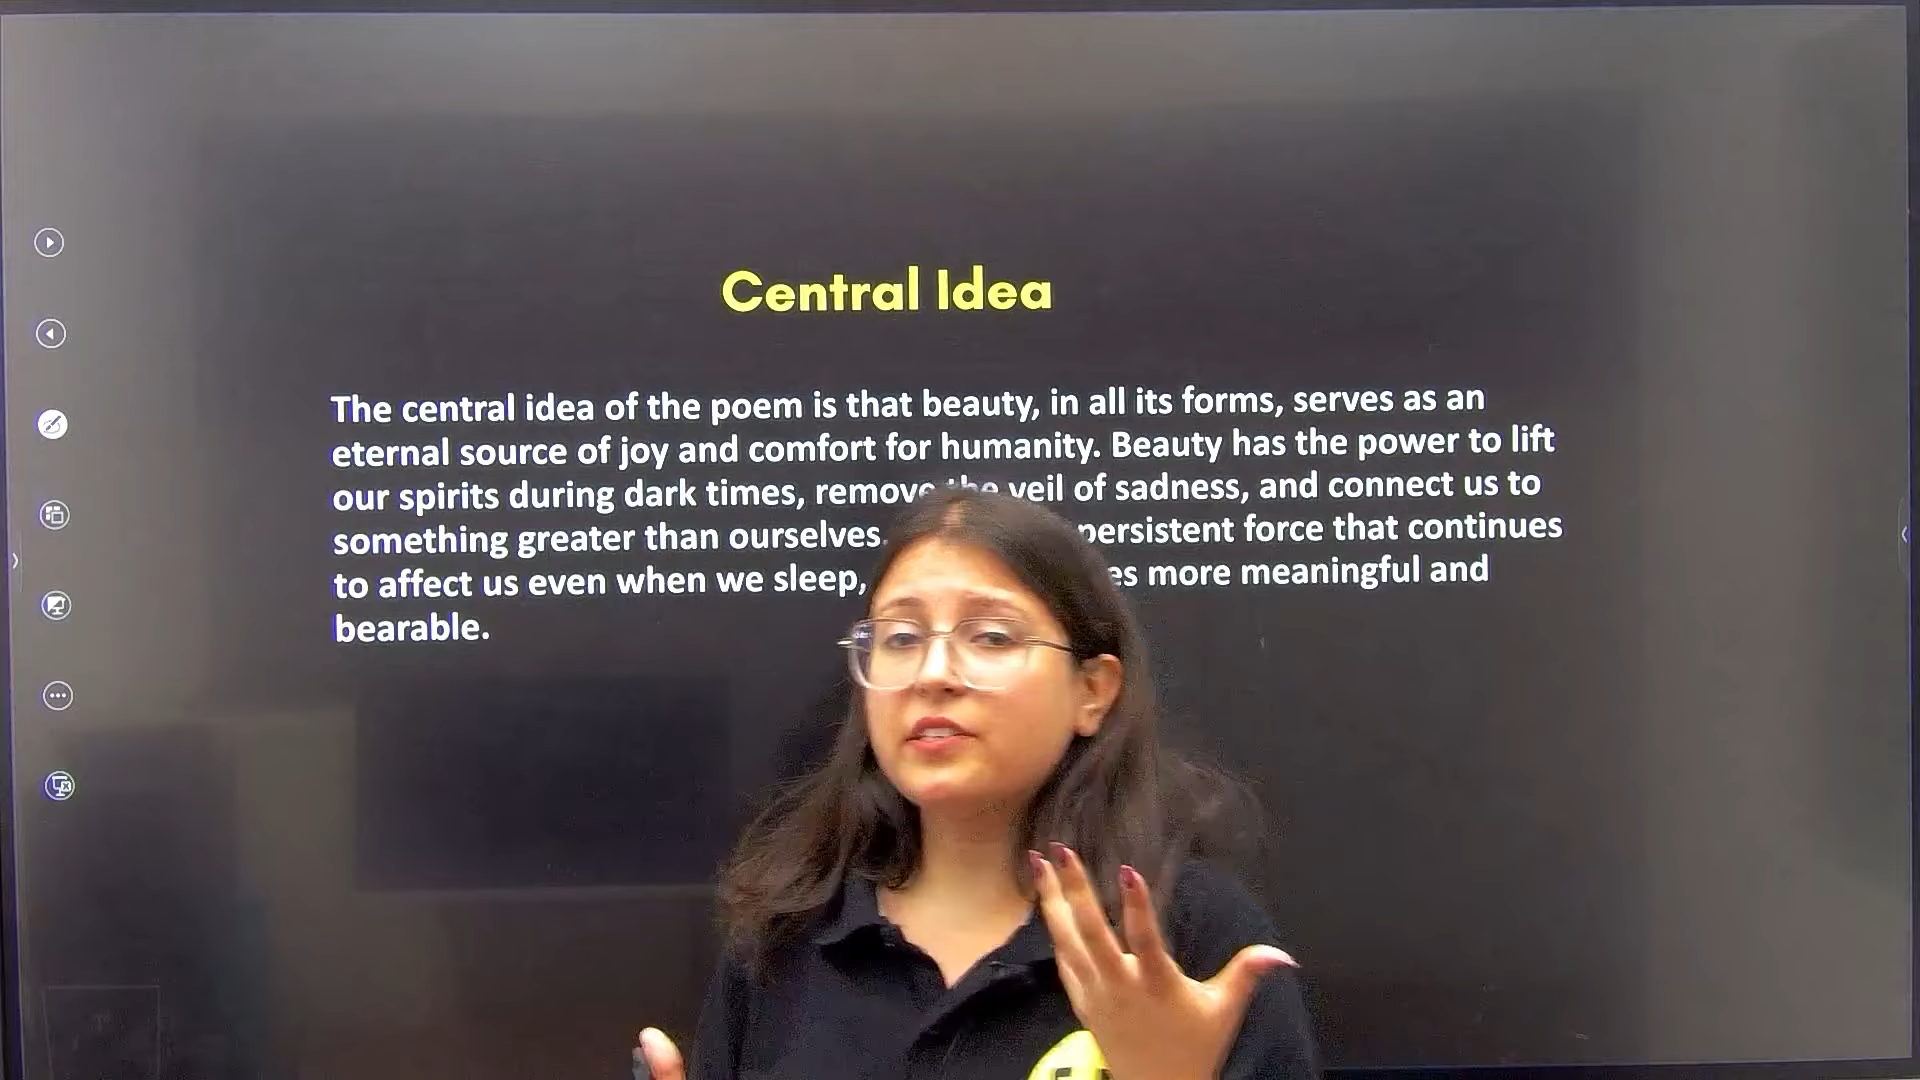 Central Idea
The central idea of the poem is that beauty, in all its forms, serves as an
eternal source of joy and comfort for humanity. Beauty has the power to lift
our spirits during dark times, remove the veil of sadness, and connect us to
something greater than ourselves. persistent force that continues
to affect us even when we sleep, more meaningful and
bearable.